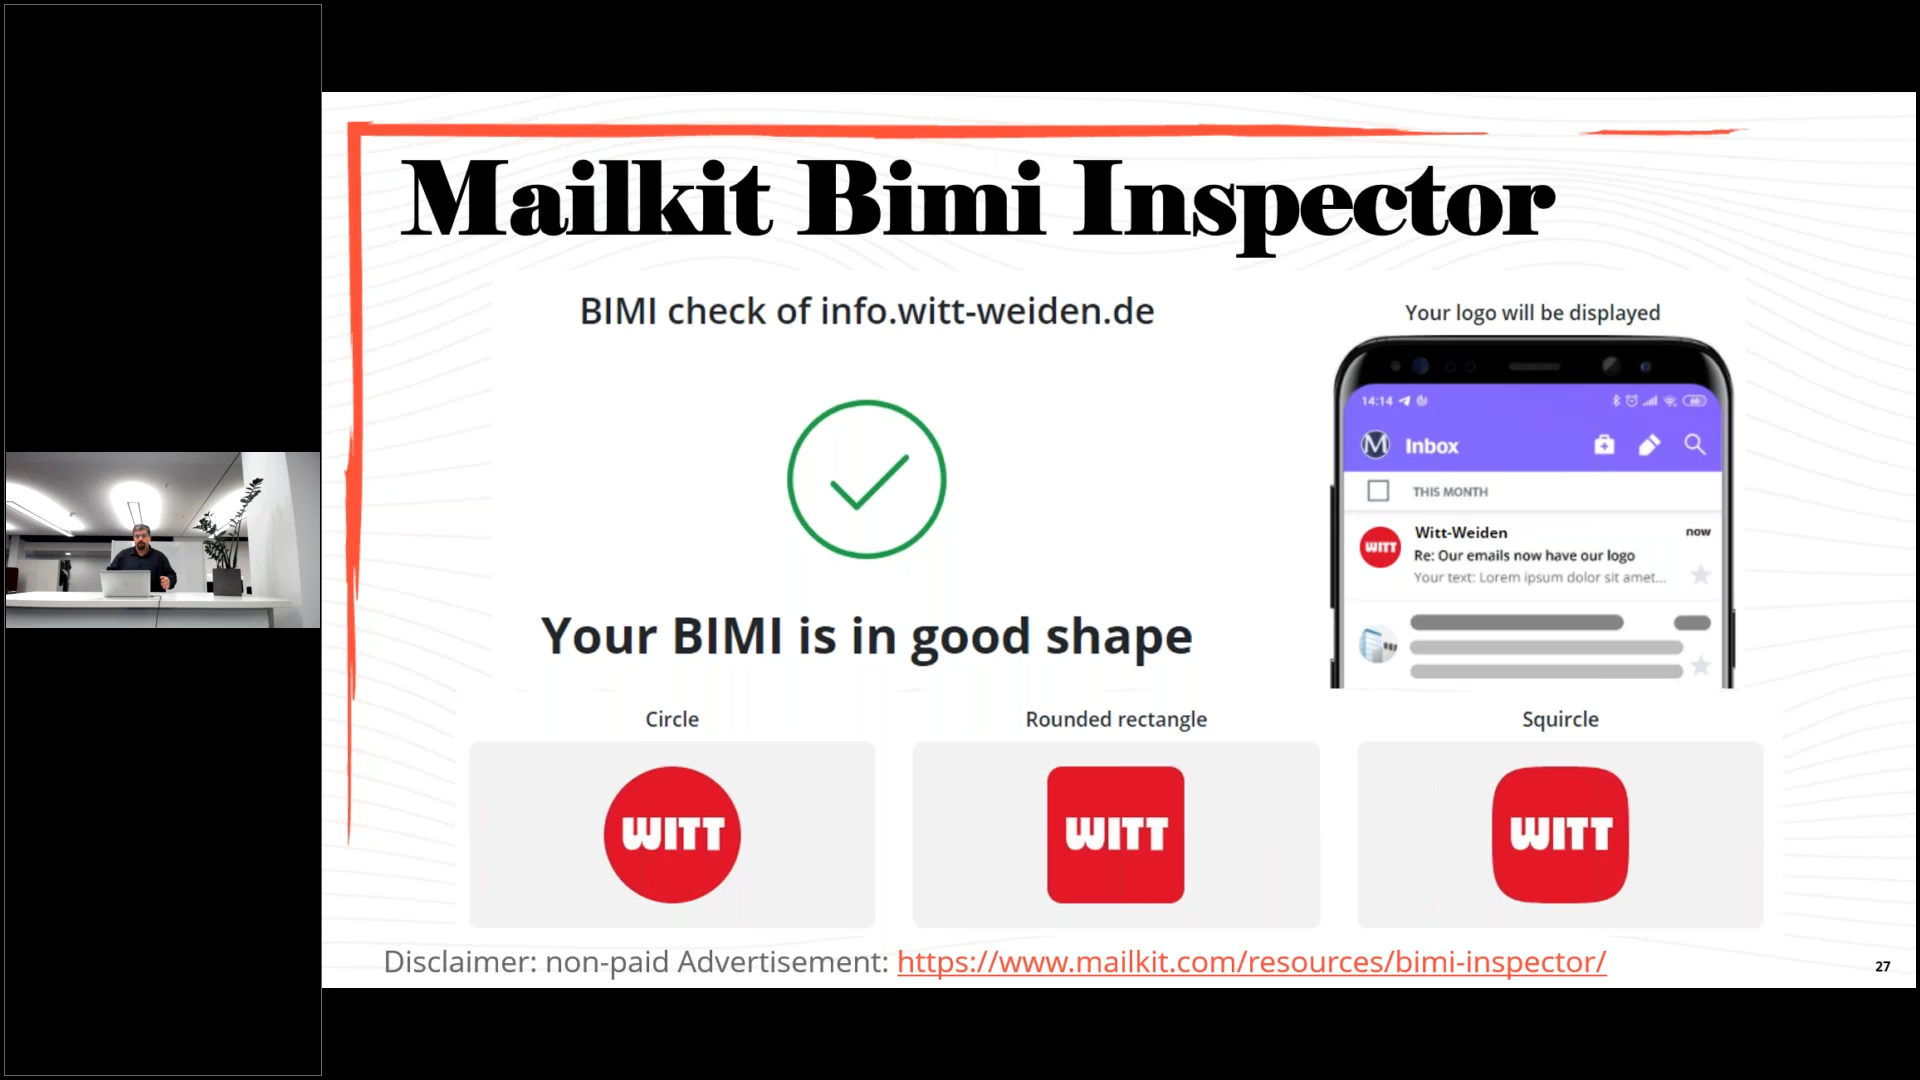 Mailkit Bimi Inspector
BIMI check of info.witt-weiden.de
Your BIMI is in good shape
Your logo will be displayed
14:14
M Inbox
THIS MONTH
WITT Witt-Weiden now
Re: Our emails now have our logo
Your text: Lorem ipsum dolor sit amet...
Circle
Rounded rectangle
Squircle
WITT
WITT
WITT
Disclaimer: non-paid Advertisement: https://www.mailkit.com/resources/bimi-inspector/
27